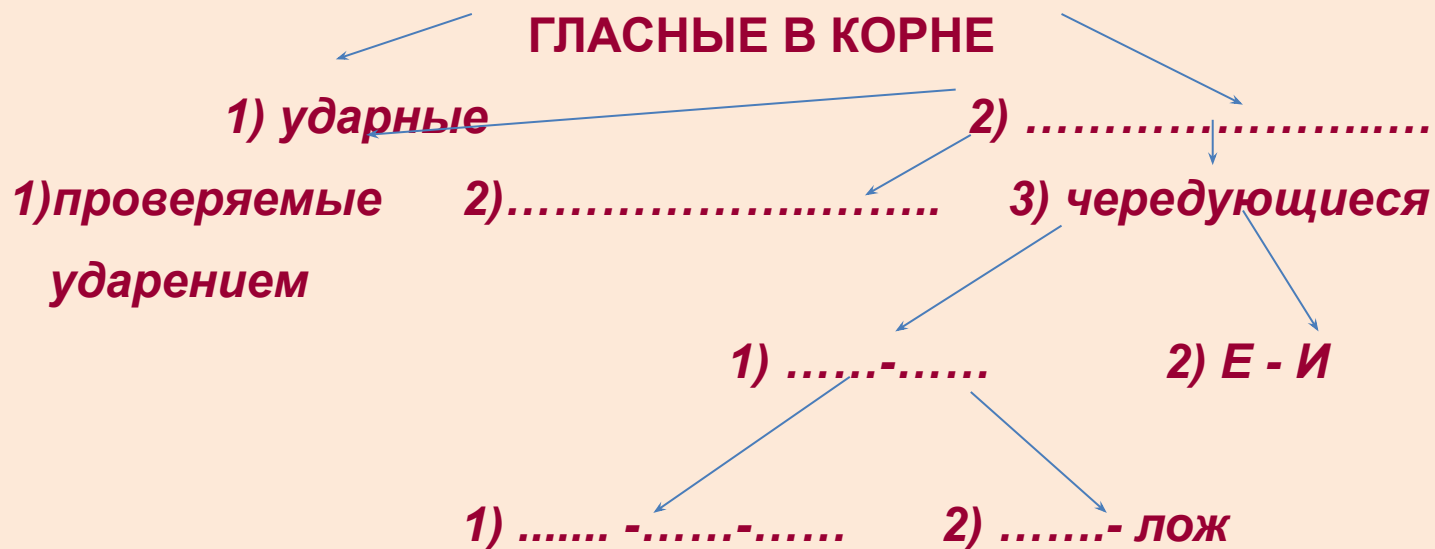 ГЛАСНЫЕ В КОРНЕ
1) ударные 2) …………………..…
1)проверяемые 2)………………..…….. 3) чередующиеся
ударением
1) ……-…… 2) Е - И
1) ....... -……-…… 2) …….- лож